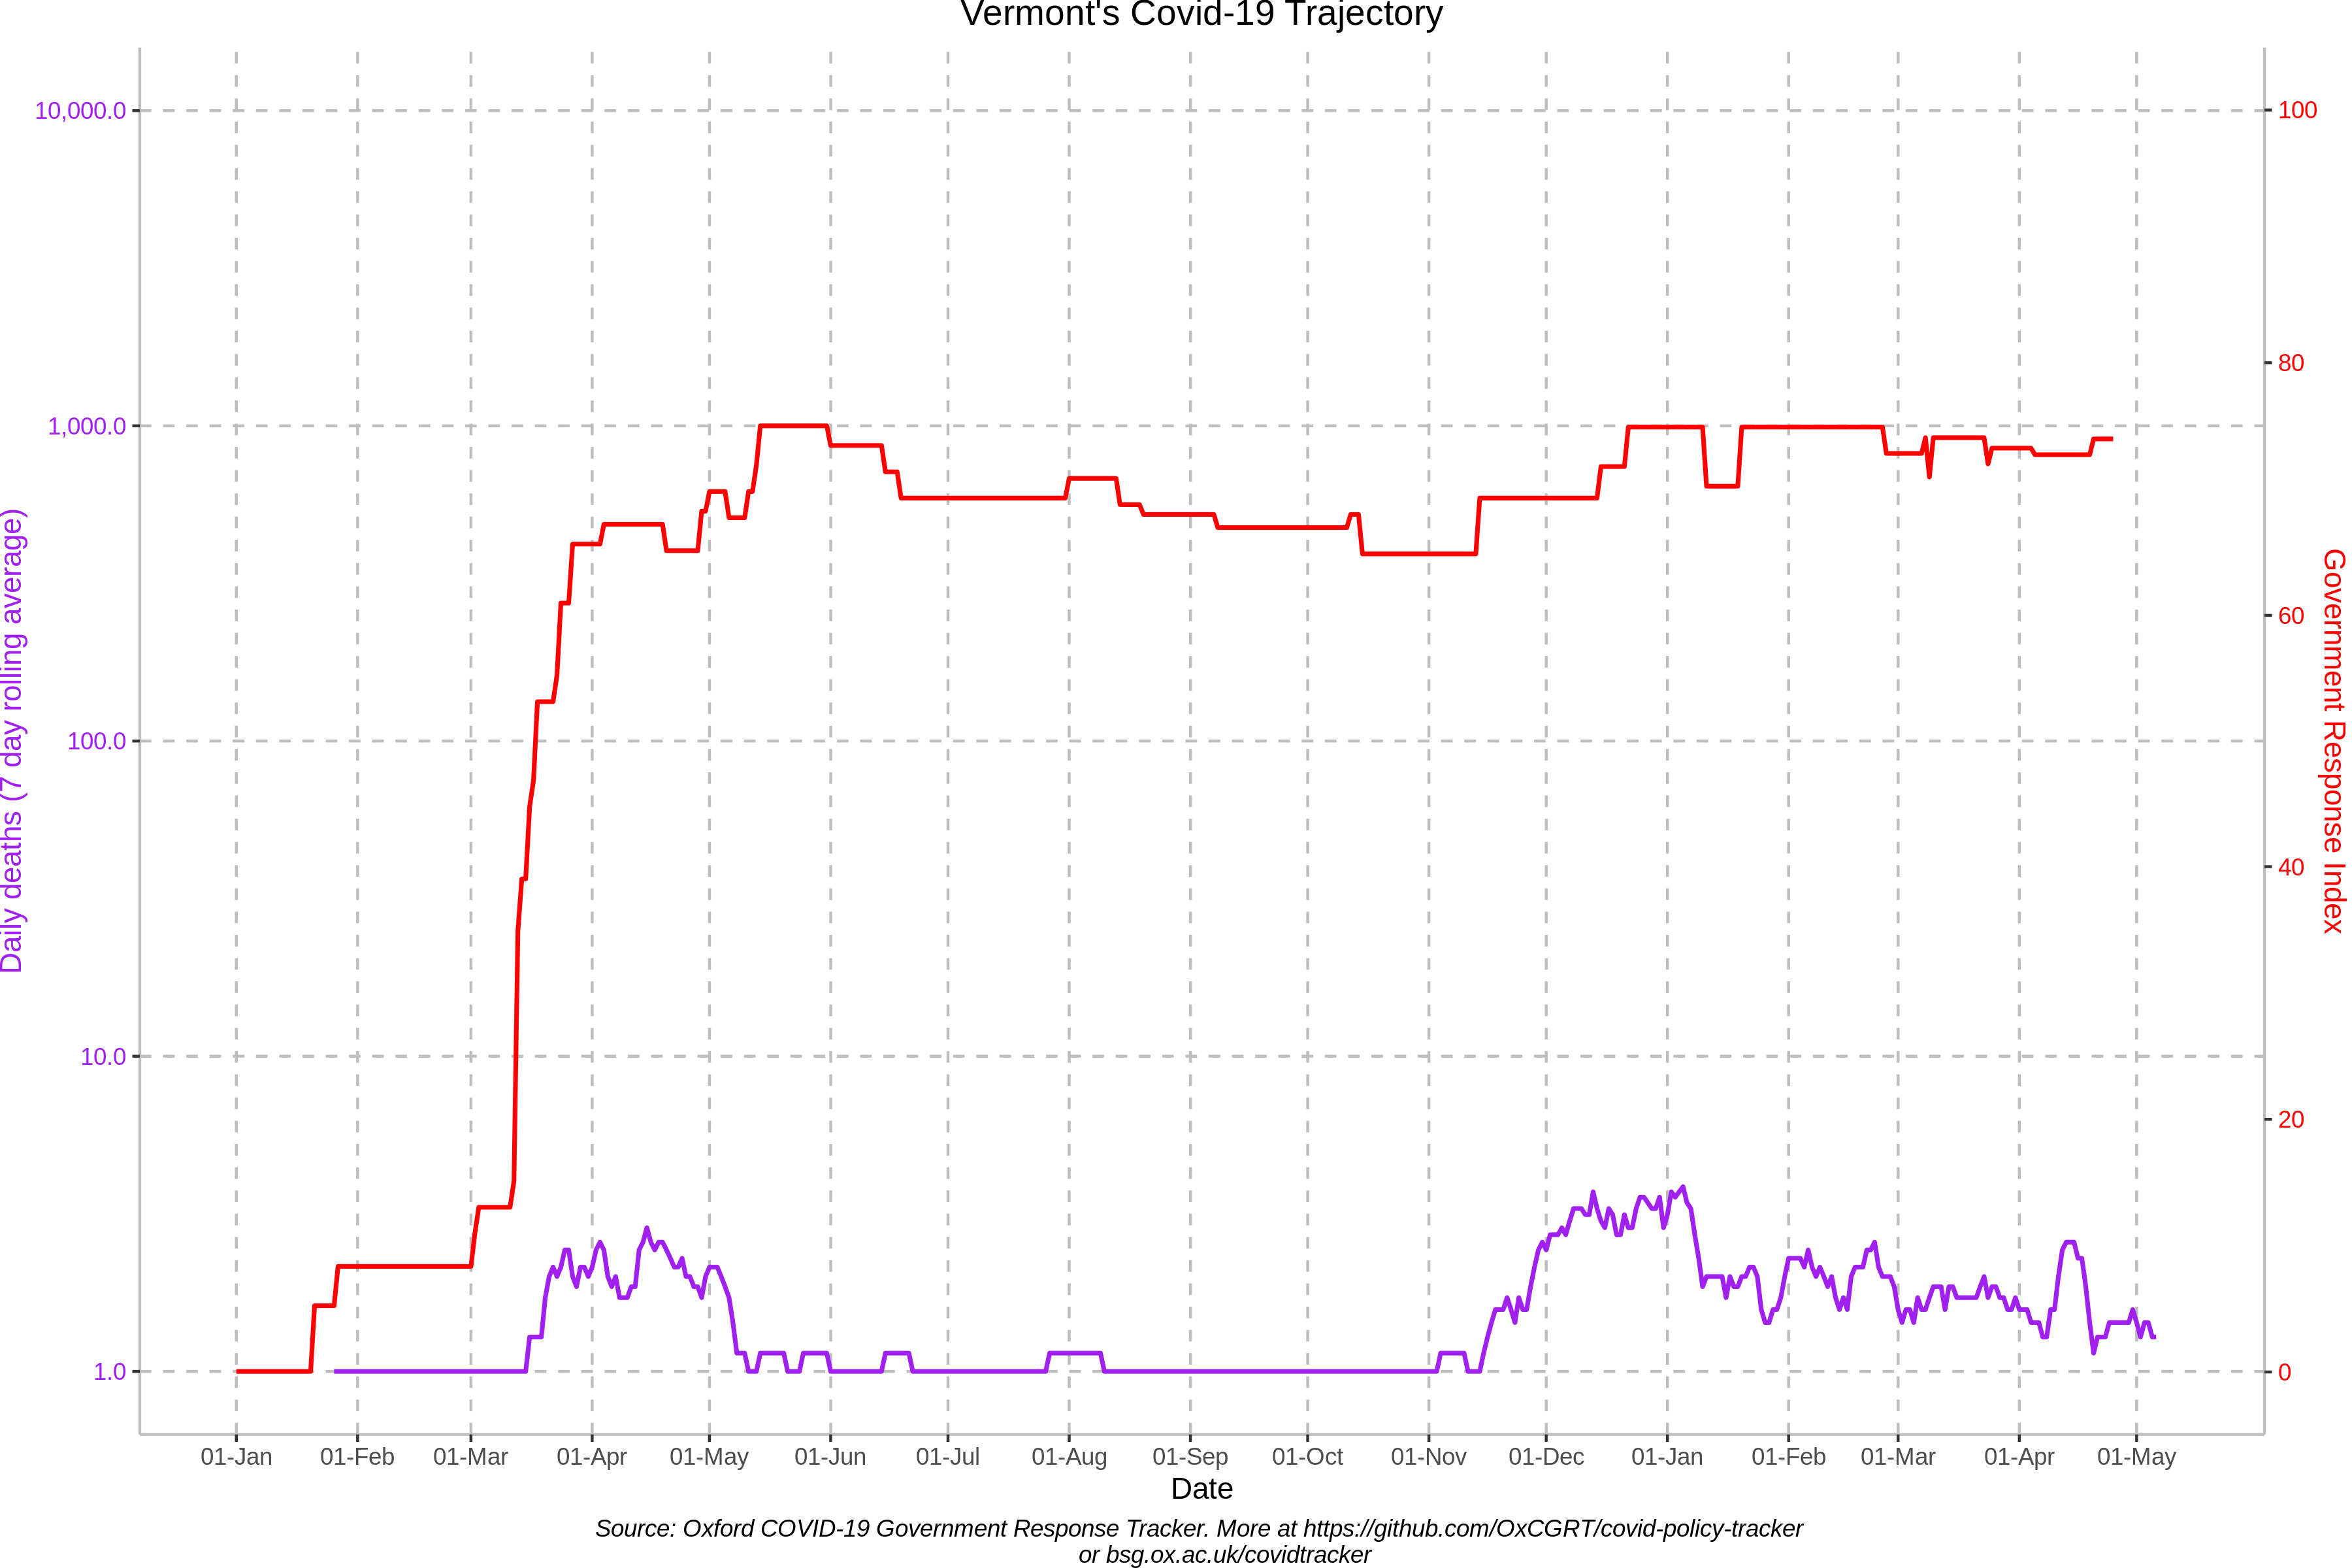 Vermont's Covid-19 Trajectory
10,000.0
1,000.0
100.0
10.0
1.0
Daily deaths (7 day rolling average)
100
80
60
40
20
0
Government Response Index
01-Jan 01-Feb 01-Mar 01-Apr 01-May 01-Jun 01-Jul 01-Aug 01-Sep 01-Oct 01-Nov 01-Dec 01-Jan 01-Feb 01-Mar 01-Apr 01-May
Date
Source: Oxford COVID-19 Government Response Tracker. More at https://github.com/OxCGRT/covid-policy-tracker
or bsg.ox.ac.uk/covidtracker